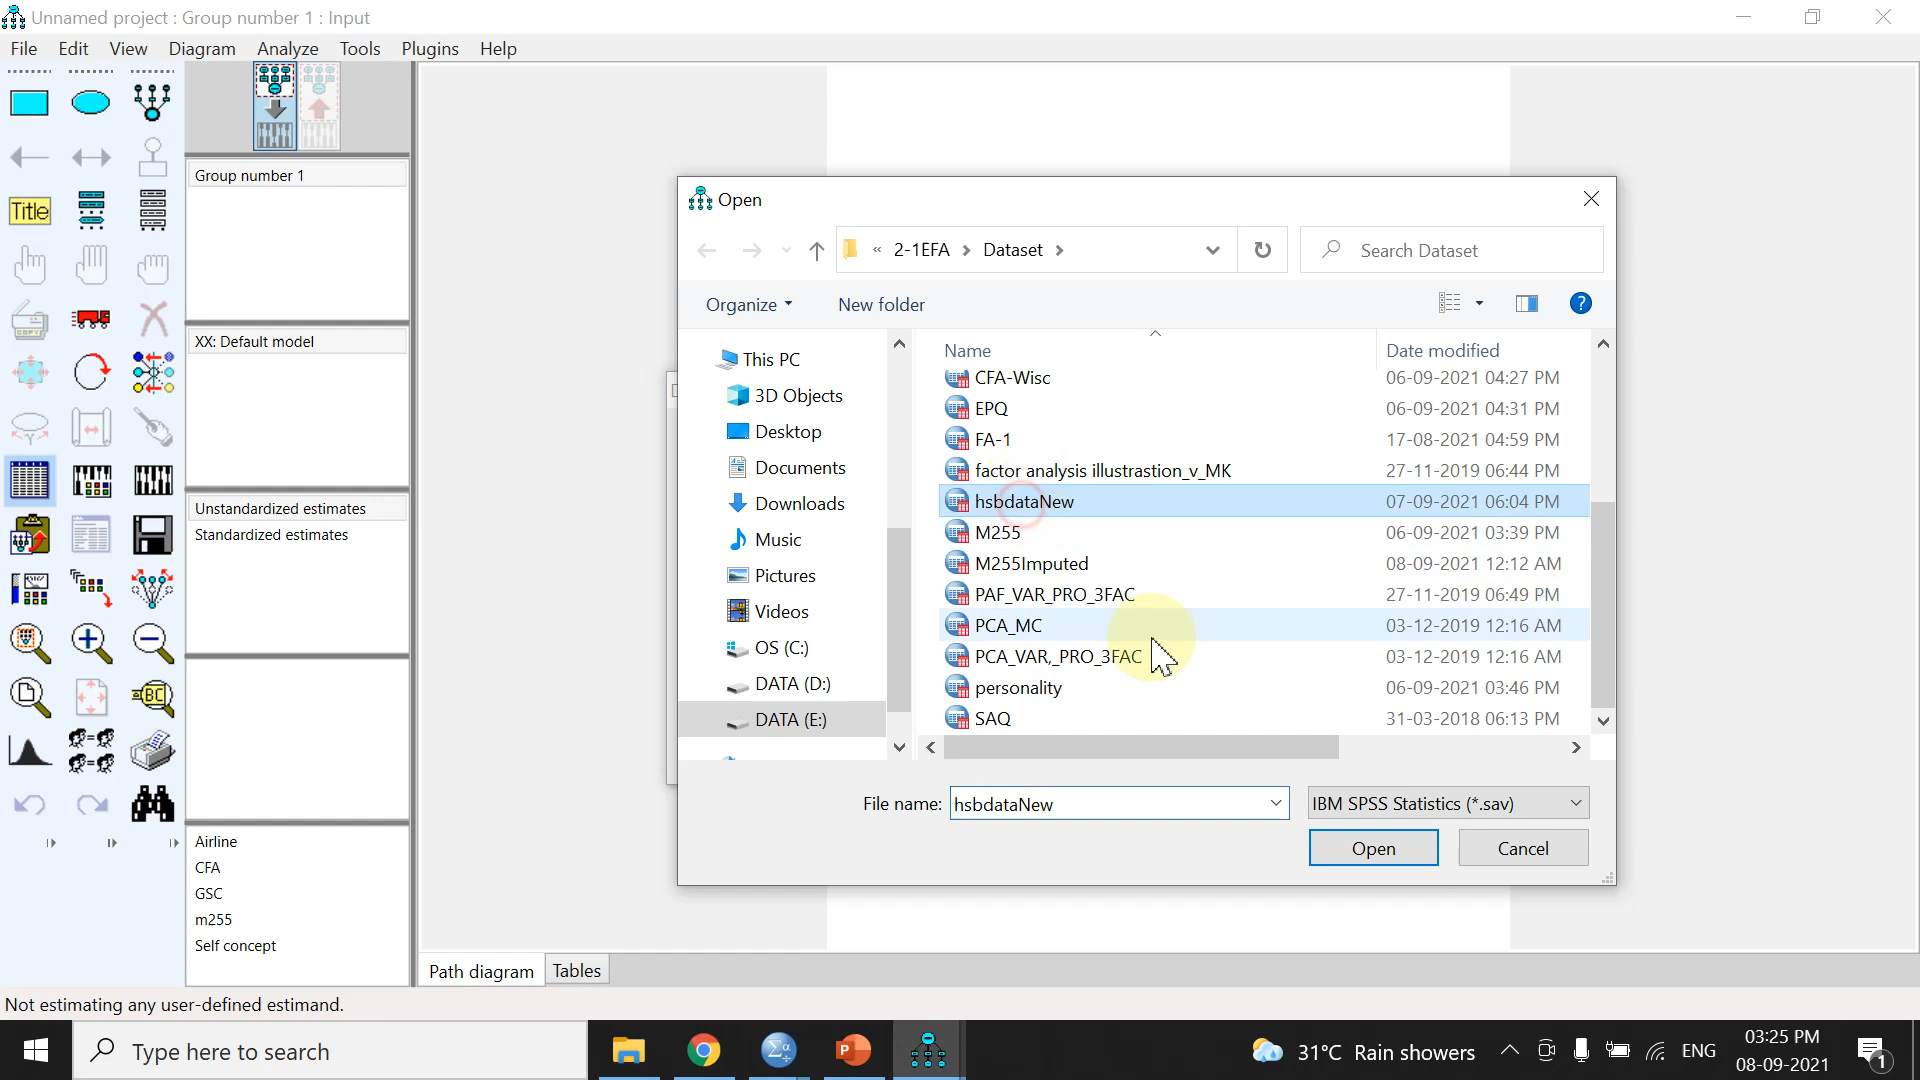 Unnamed project : Group number 1 : Input
File Edit View Diagram Analyze Tools Plugins Help
Title
Group number 1
XX: Default model
Unstandardized estimates
Standardized estimates
Airline
CFA
GSC
m255
Self concept
Open
« 2-1EFA > Dataset >
Search Dataset
Organize New folder
This PC
3D Objects
Desktop
Documents
Downloads
Music
Pictures
Videos
OS (C:)
DATA (D:)
DATA (E:)
Name Date modified
CFA-Wisc 06-09-2021 04:27 PM
EPQ 06-09-2021 04:31 PM
FA-1 17-08-2021 04:59 PM
factor analysis illustrastion_v_MK 27-11-2019 06:44 PM
hsbdataNew 07-09-2021 06:04 PM
M255 06-09-2021 03:39 PM
M255Imputed 08-09-2021 12:12 AM
PAF_VAR_PRO_3FAC 27-11-2019 06:49 PM
PCA_MC 03-12-2019 12:16 AM
PCA_VAR,_PRO_3FAC 03-12-2019 12:16 AM
personality 06-09-2021 03:46 PM
SAQ 31-03-2018 06:13 PM
File name: hsbdataNew IBM SPSS Statistics (*.sav)
Open Cancel
Path diagram Tables
Not estimating any user-defined estimand.
Type here to search
31°C Rain showers ENG
03:25 PM
08-09-2021
1